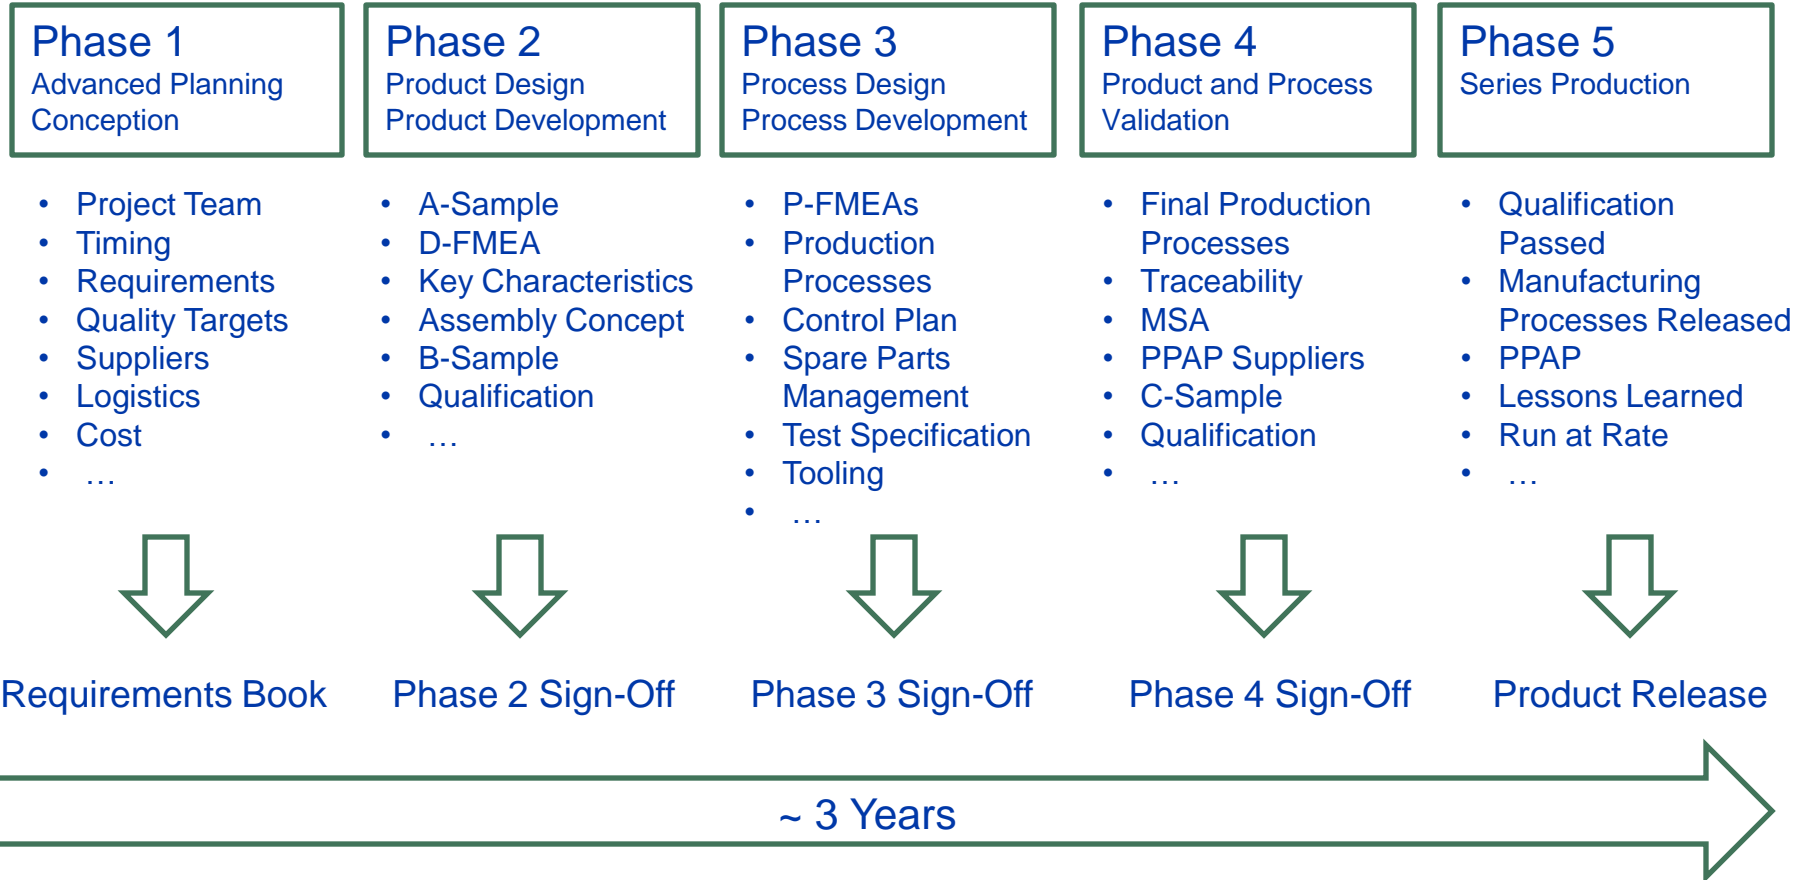 Phase 1
Advanced Planning
Conception
• Project Team
• Timing
• Requirements
• Quality Targets
• Suppliers
• Logistics
• Cost
• …
Requirements Book
Phase 2
Product Design
Product Development
• A-Sample
• D-FMEA
• Key Characteristics
• Assembly Concept
• B-Sample
• Qualification
• …
Phase 2 Sign-Off
Phase 3
Process Design
Process Development
• P-FMEAs
• Production
Processes
• Control Plan
• Spare Parts
Management
• Test Specification
• Tooling
• …
Phase 3 Sign-Off
Phase 4
Product and Process
Validation
• Final Production
Processes
• Traceability
• MSA
• PPAP Suppliers
• C-Sample
• Qualification
• …
Phase 4 Sign-Off
Phase 5
Series Production
• Qualification
Passed
• Manufacturing
Processes Released
• PPAP
• Lessons Learned
• Run at Rate
• …
Product Release
~ 3 Years